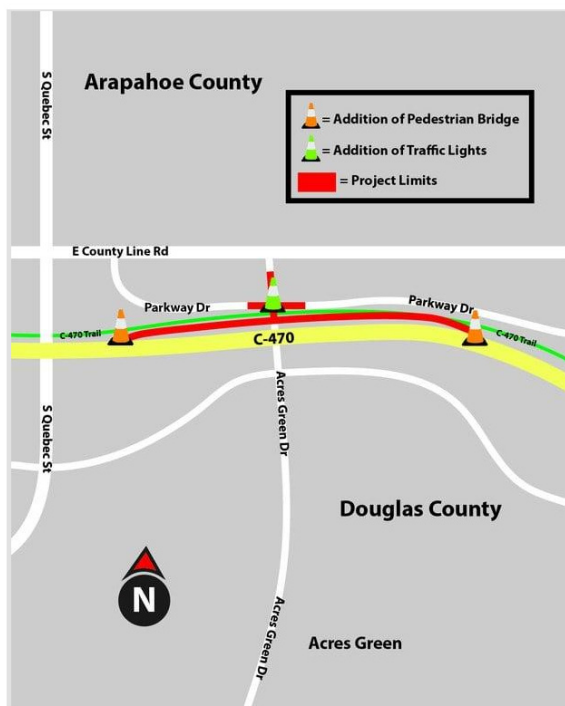 S Quebec St
Arapahoe County
= Addition of Pedestrian Bridge
= Addition of Traffic Lights
= Project Limits
E County Line Rd
Parkway Dr
Parkway Dr
C-470 Trail
C-470
C-470 Trail
Acres Green Dr
S Quebec St
Douglas County
N
Acres Green Dr
Acres Green